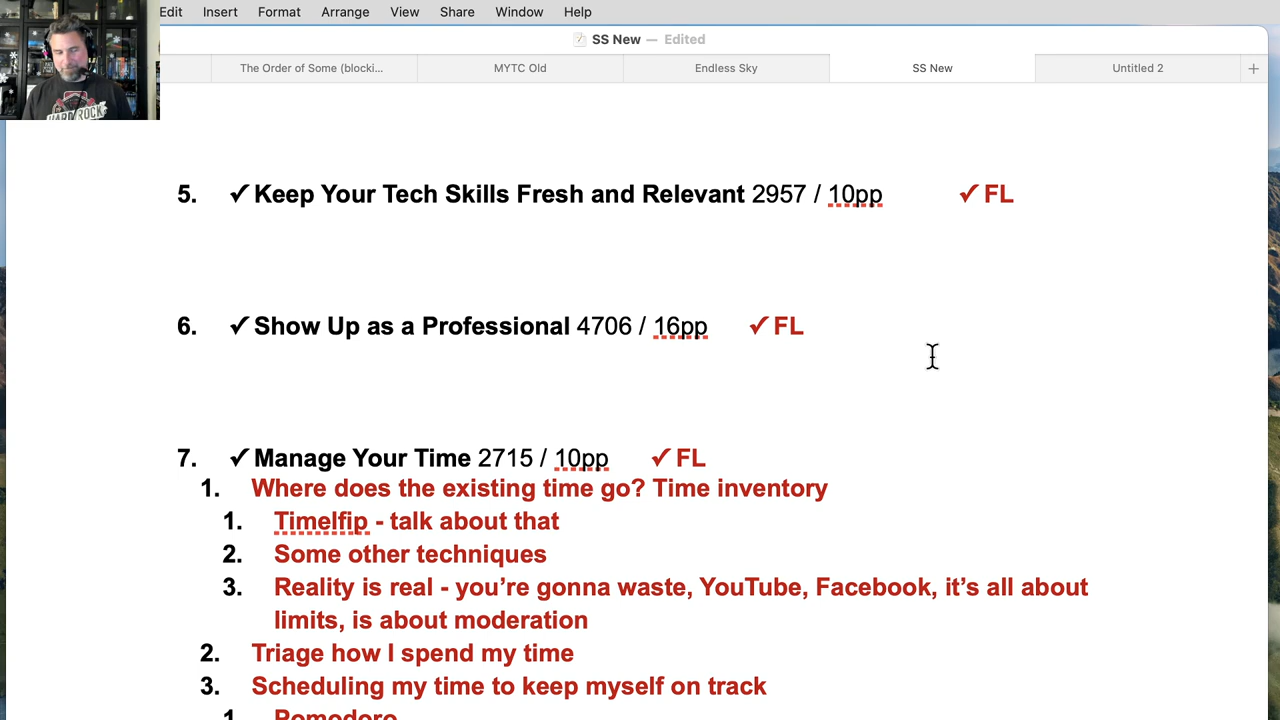 Edit Insert Format Arrange View Share Window Help
SS New — Edited
The Order of Some (blocki... MYTC Old Endless Sky SS New Untitled 2 +
HARD ROCK
5. ✓ Keep Your Tech Skills Fresh and Relevant 2957 / 10pp ✓ FL
6. ✓ Show Up as a Professional 4706 / 16pp ✓ FL
7. ✓ Manage Your Time 2715 / 10pp ✓ FL
1. Where does the existing time go? Time inventory
1. Timelfip - talk about that
2. Some other techniques
3. Reality is real - you’re gonna waste, YouTube, Facebook, it’s all about
limits, is about moderation
2. Triage how I spend my time
3. Scheduling my time to keep myself on track
1. Pomodoro